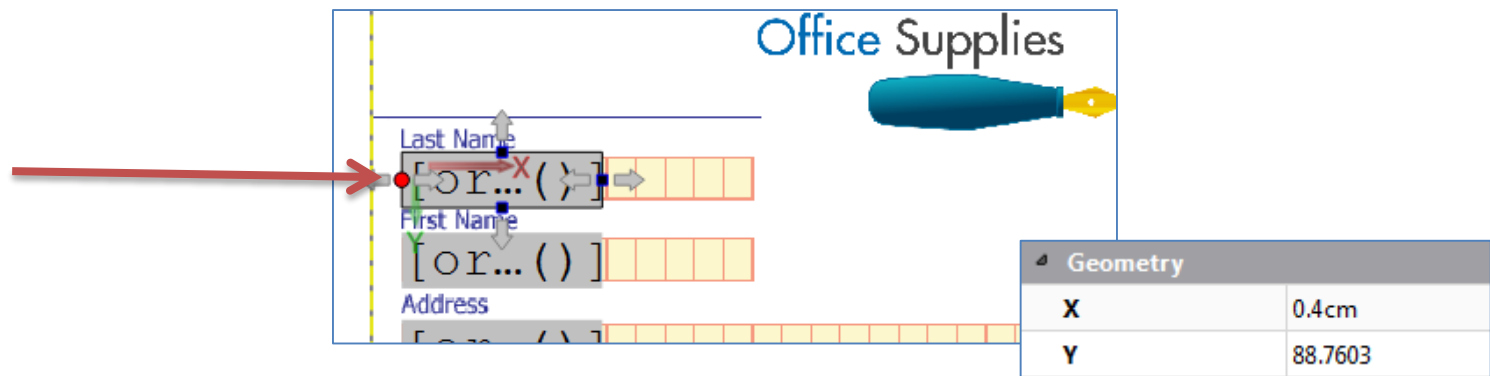 Office Supplies
Last Name
[or…()]
X
First Name
Y
[or…()]
Address
Geometry
X 0.4cm
Y 88.7603